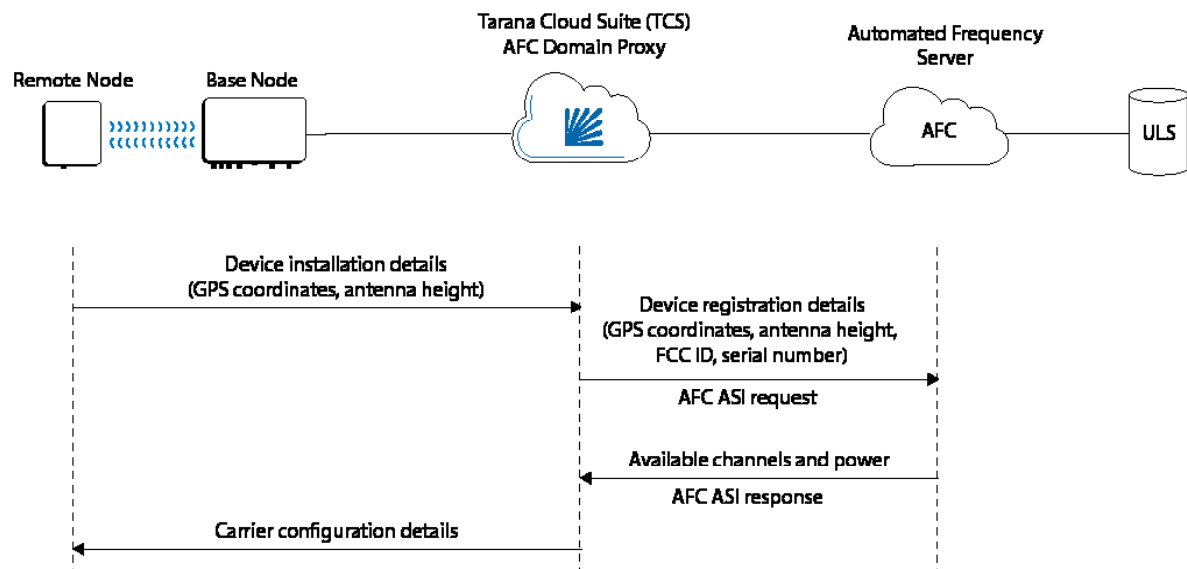 Tarana Cloud Suite (TCS)
AFC Domain Proxy
Automated Frequency
Server
Remote Node
Base Node
AFC
ULS
Device installation details
(GPS coordinates, antenna height)
Device registration details
(GPS coordinates, antenna height,
FCC ID, serial number)
AFC ASI request
Available channels and power
AFC ASI response
Carrier configuration details